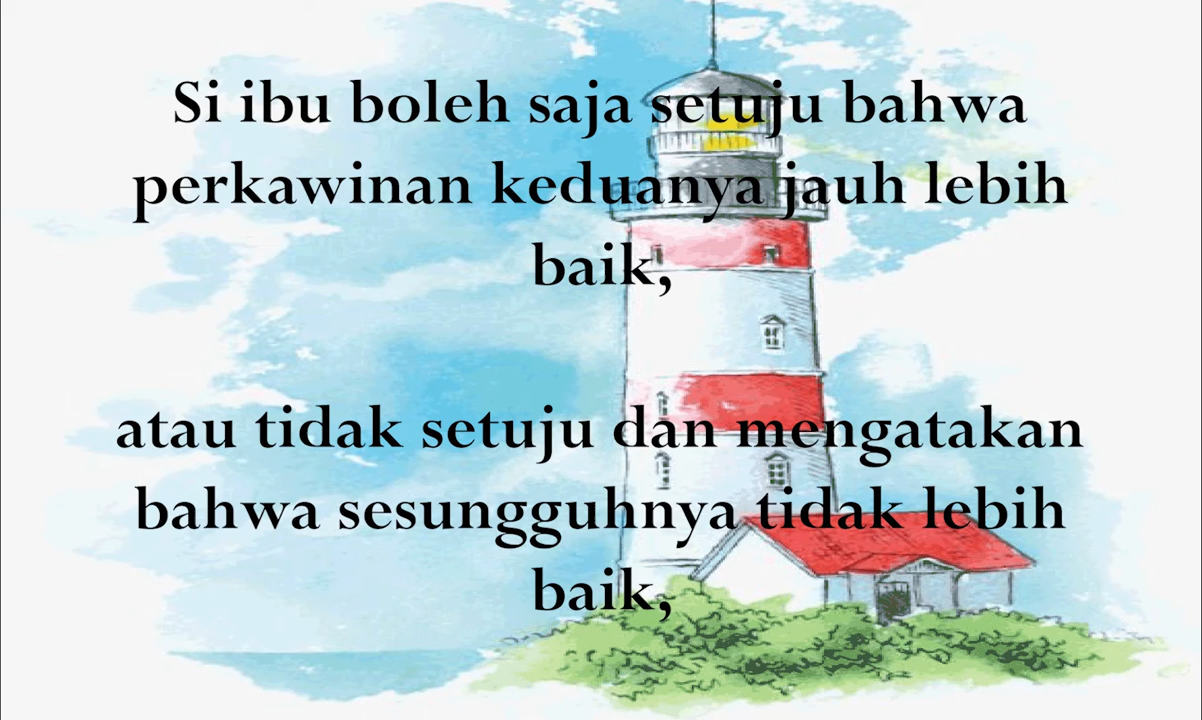 Si ibu boleh saja setuju bahwa
perkawinan keduanya jauh lebih
baik,
atau tidak setuju dan mengatakan
bahwa sesungguhnya tidak lebih
baik,